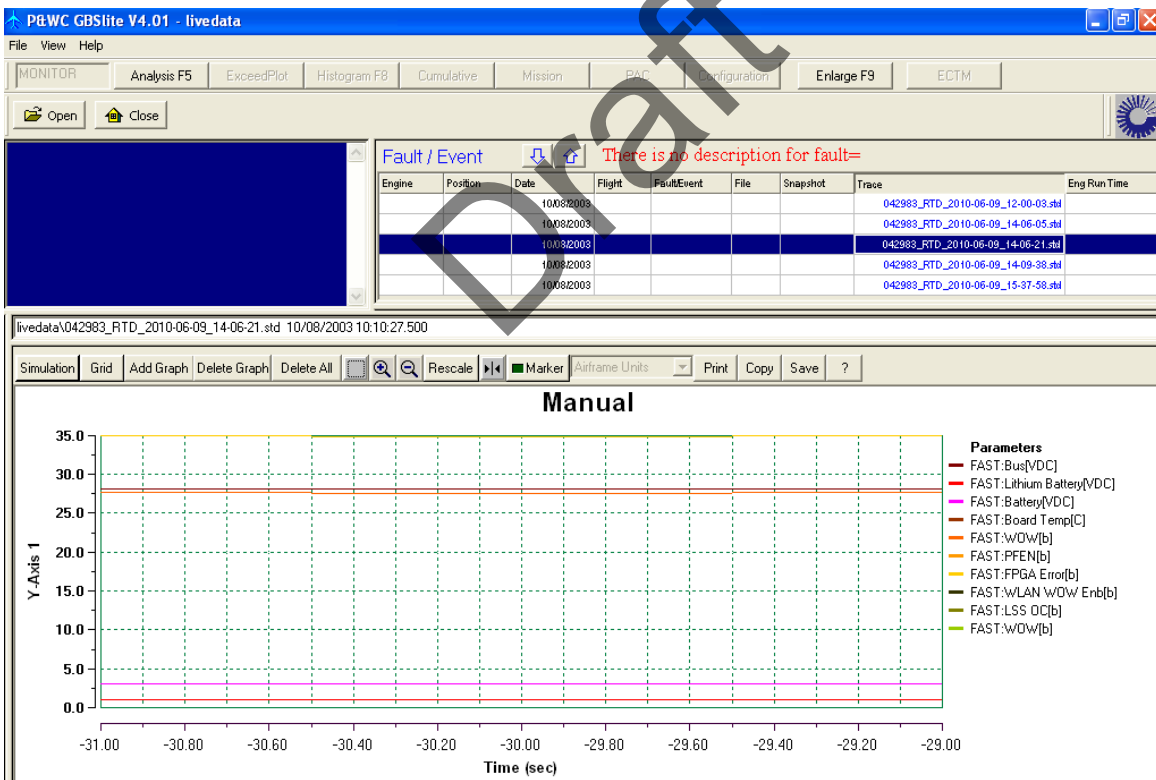 P&WC GBSlite V4.01 - livedata
File View Help
MONITOR Analysis F5 ExceedPlot Histogram F8 Cumulative Mission PAC Configuration Enlarge F9 ECTM
Open Close
Fault / Event There is no description for fault=
Engine Position Date Flight Fault/Event File Snapshot Trace Eng Run Time
10/08/2003 042983_RTD_2010-06-09_12-00-03.std
10/08/2003 042983_RTD_2010-06-09_14-06-05.std
10/08/2003 042983_RTD_2010-06-09_14-06-21.std
10/08/2003 042983_RTD_2010-06-09_14-09-38.std
10/08/2003 042983_RTD_2010-06-09_15-37-58.std
Draft
livedata\042983_RTD_2010-06-09_14-06-21.std 10/08/2003 10:10:27.500
Simulation Grid Add Graph Delete Graph Delete All Rescale Marker Airframe Units Print Copy Save ?
Manual
Y-Axis 1
35.0
30.0
25.0
20.0
15.0
10.0
5.0
0.0
-31.00 -30.80 -30.60 -30.40 -30.20 -30.00 -29.80 -29.60 -29.40 -29.20 -29.00
Time (sec)
Parameters
FAST:Bus[VDC]
FAST:Lithium Battery[VDC]
FAST:Battery[VDC]
FAST:Board Temp[C]
FAST:WOW[b]
FAST:PFEN[b]
FAST:FPGA Error[b]
FAST:WLAN WOW Enb[b]
FAST:LSS OC[b]
FAST:WOW[b]